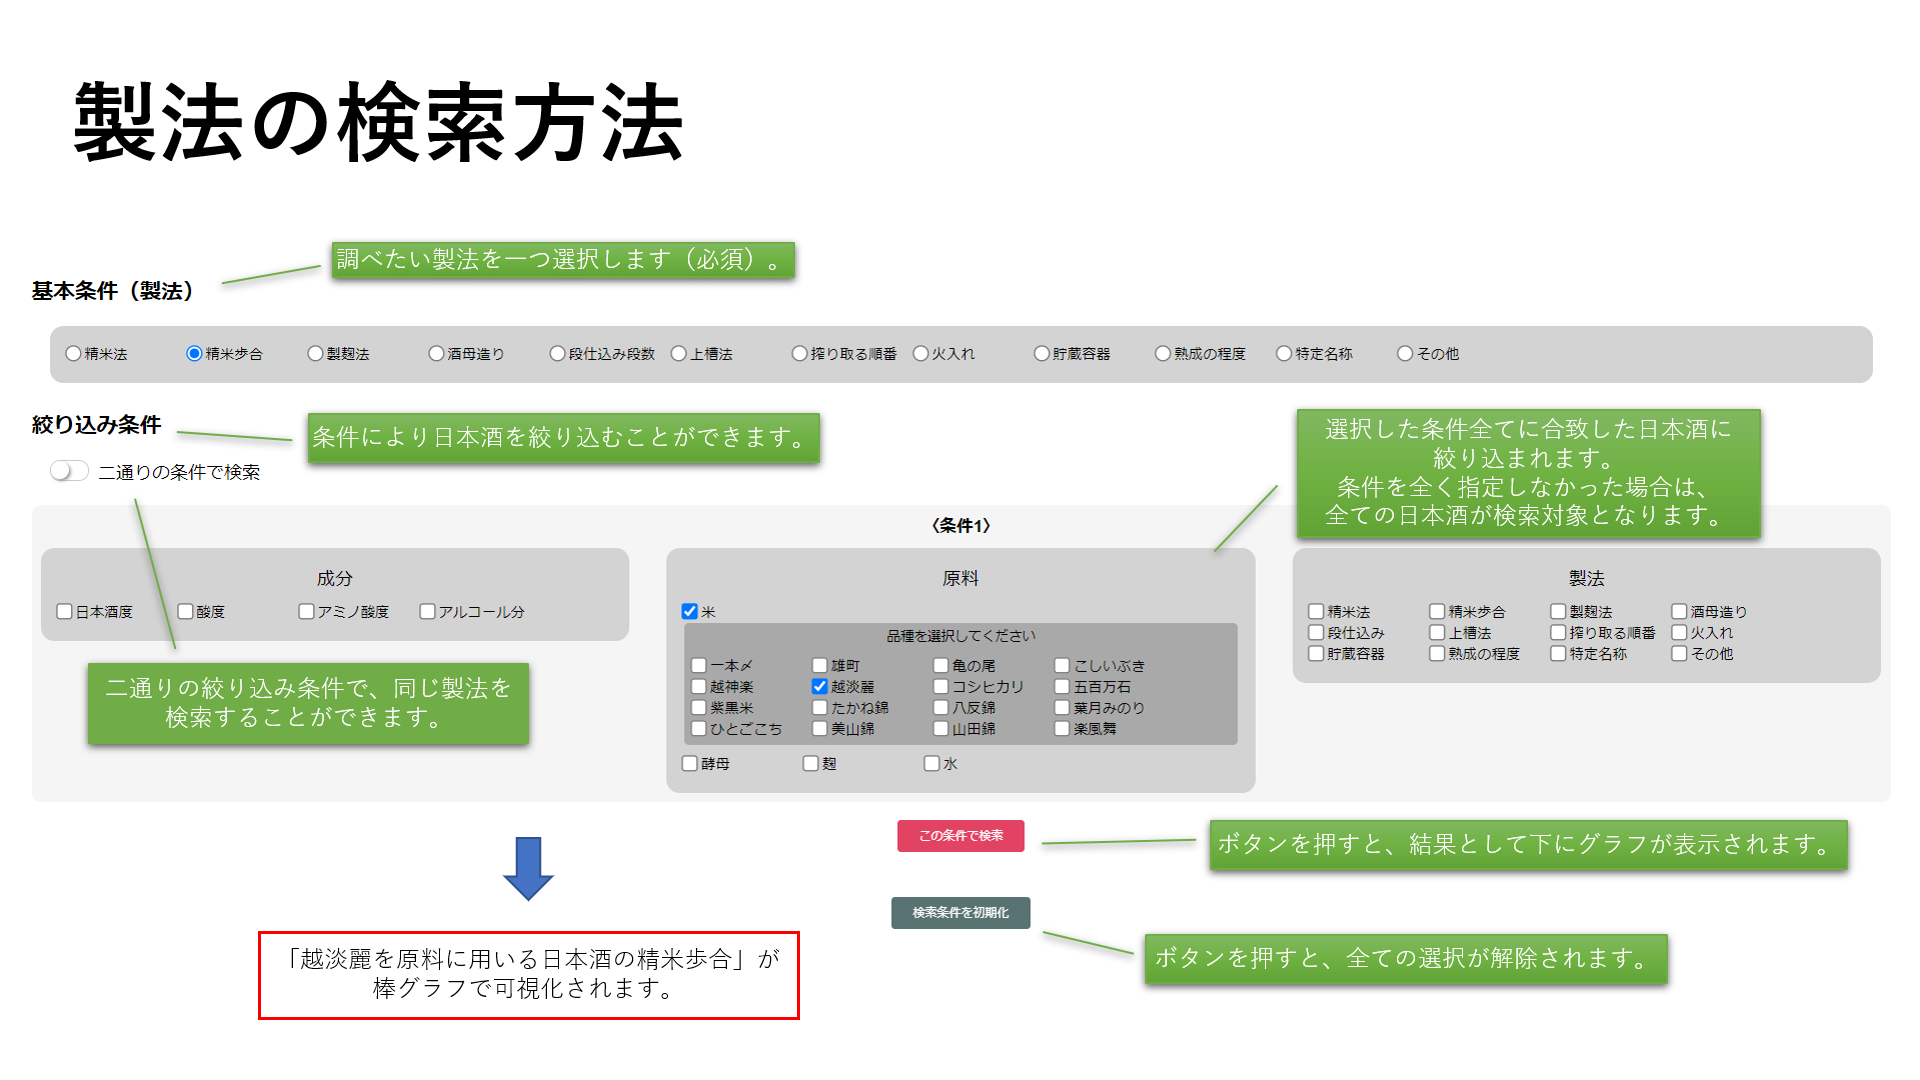 製法の検索方法
調べたい製法を一つ選択します（必須）。
基本条件（製法）
精米法 精米歩合 製麹法 酒母造り 段仕込み段数 上槽法 搾り取る順番 火入れ 貯蔵容器 熟成の程度 特定名称 その他
絞り込み条件
条件により日本酒を絞り込むことができます。
二通りの条件で検索
選択した条件全てに合致した日本酒に
絞り込まれます。
条件を全く指定しなかった場合は、
全ての日本酒が検索対象となります。
〈条件1〉
成分
日本酒度 酸度 アミノ酸度 アルコール分
二通りの絞り込み条件で、同じ製法を
検索することができます。
原料
米
品種を選択してください
一本〆 雄町 亀の尾 こしいぶき
越神楽 越淡麗 コシヒカリ 五百万石
紫黒米 たかね錦 八反錦 葉月みのり
ひとごこち 美山錦 山田錦 楽風舞
酵母 麹 水
製法
精米法 精米歩合 製麹法 酒母造り
段仕込み 上槽法 搾り取る順番 火入れ
貯蔵容器 熟成の程度 特定名称 その他
この条件で検索
ボタンを押すと、結果として下にグラフが表示されます。
検索条件を初期化
ボタンを押すと、全ての選択が解除されます。
「越淡麗を原料に用いる日本酒の精米歩合」が
棒グラフで可視化されます。